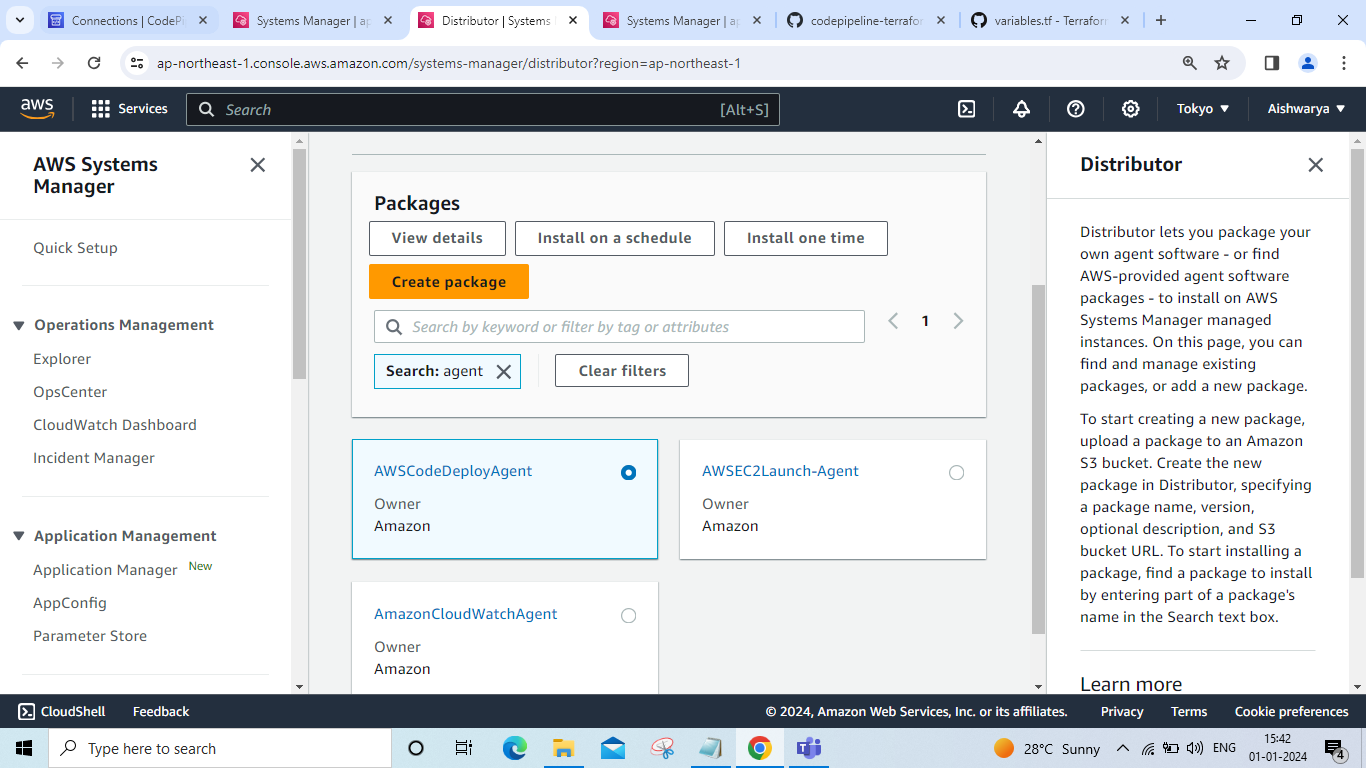 Connections | CodePi
Systems Manager | ap
Distributor | Systems
Systems Manager | ap
codepipeline-terrafor
variables.tf - Terraform
ap-northeast-1.console.aws.amazon.com/systems-manager/distributor?region=ap-northeast-1
aws
Services
Search
[Alt+S]
Tokyo
Aishwarya
AWS Systems
Manager
Quick Setup
Operations Management
Explorer
OpsCenter
CloudWatch Dashboard
Incident Manager
Application Management
Application Manager New
AppConfig
Parameter Store
Packages
View details
Install on a schedule
Install one time
Create package
Search by keyword or filter by tag or attributes
1
Search: agent
Clear filters
AWSCodeDeployAgent
Owner
Amazon
AWSEC2Launch-Agent
Owner
Amazon
AmazonCloudWatchAgent
Owner
Amazon
Distributor
Distributor lets you package your
own agent software - or find
AWS-provided agent software
packages - to install on AWS
Systems Manager managed
instances. On this page, you can
find and manage existing
packages, or add a new package.
To start creating a new package,
upload a package to an Amazon
S3 bucket. Create the new
package in Distributor, specifying
a package name, version,
optional description, and S3
bucket URL. To start installing a
package, find a package to install
by entering part of a package's
name in the Search text box.
Learn more
CloudShell
Feedback
© 2024, Amazon Web Services, Inc. or its affiliates.
Privacy
Terms
Cookie preferences
Type here to search
28°C Sunny
ENG
15:42
01-01-2024
4